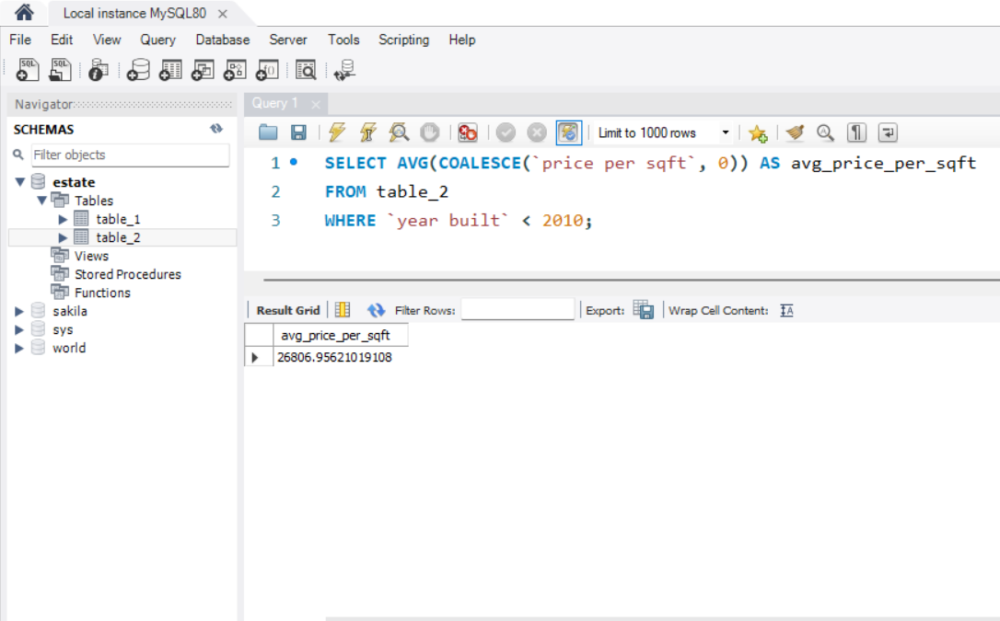 Local instance MySQL80
File Edit View Query Database Server Tools Scripting Help
SQL SQL
Navigator
Query 1
SCHEMAS
Limit to 1000 rows
Filter objects
1 SELECT AVG(COALESCE(`price per sqft`, 0)) AS avg_price_per_sqft
2 FROM table_2
3 WHERE `year built` < 2010;
estate
Tables
table_1
table_2
Views
Stored Procedures
Functions
sakila
sys
world
Result Grid Filter Rows: Export: Wrap Cell Content:
avg_price_per_sqft
26806.95621019108